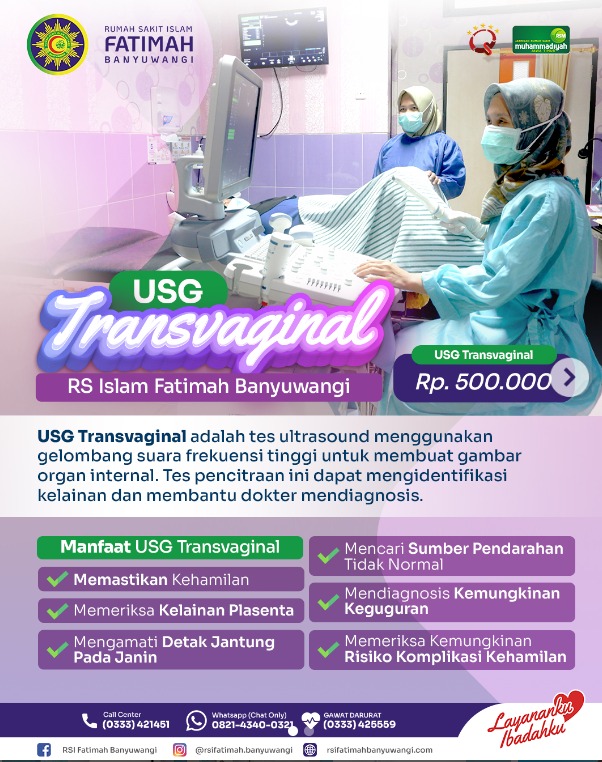 RUMAH SAKIT ISLAM
FATIMAH
BANYUWANGI
muhammadiyah
USG
Transvaginal
RS Islam Fatimah Banyuwangi
USG Transvaginal
Rp. 500.000
USG Transvaginal adalah tes ultrasound menggunakan
gelombang suara frekuensi tinggi untuk membuat gambar
organ internal. Tes pencitraan ini dapat mengidentifikasi
kelainan dan membantu dokter mendiagnosis.
Manfaat USG Transvaginal
Memastikan Kehamilan
Memeriksa Kelainan Plasenta
Mengamati Detak Jantung
Pada Janin
Mencari Sumber Pendarahan
Tidak Normal
Mendiagnosis Kemungkinan
Keguguran
Memeriksa Kemungkinan
Risiko Komplikasi Kehamilan
Call Center
(0333) 421451
Whatsapp (Chat Only)
0821-4340-0321
GAWAT DARURAT
(0333) 425559
Layananku
Ibadahku
RSI Fatimah Banyuwangi
@rsifatimah.banyuwangi
rsifatimahbanyuwangi.com